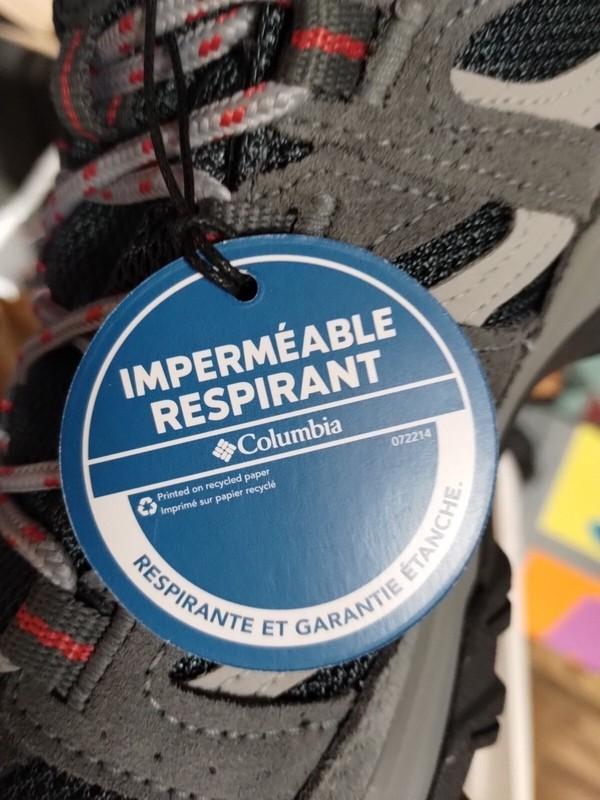 IMPERMÉABLE
RESPIRANT
Columbia
072214
Printed on recycled paper
Imprimé sur papier recyclé
RESPIRANTE ET GARANTIE ÉTANCHE.